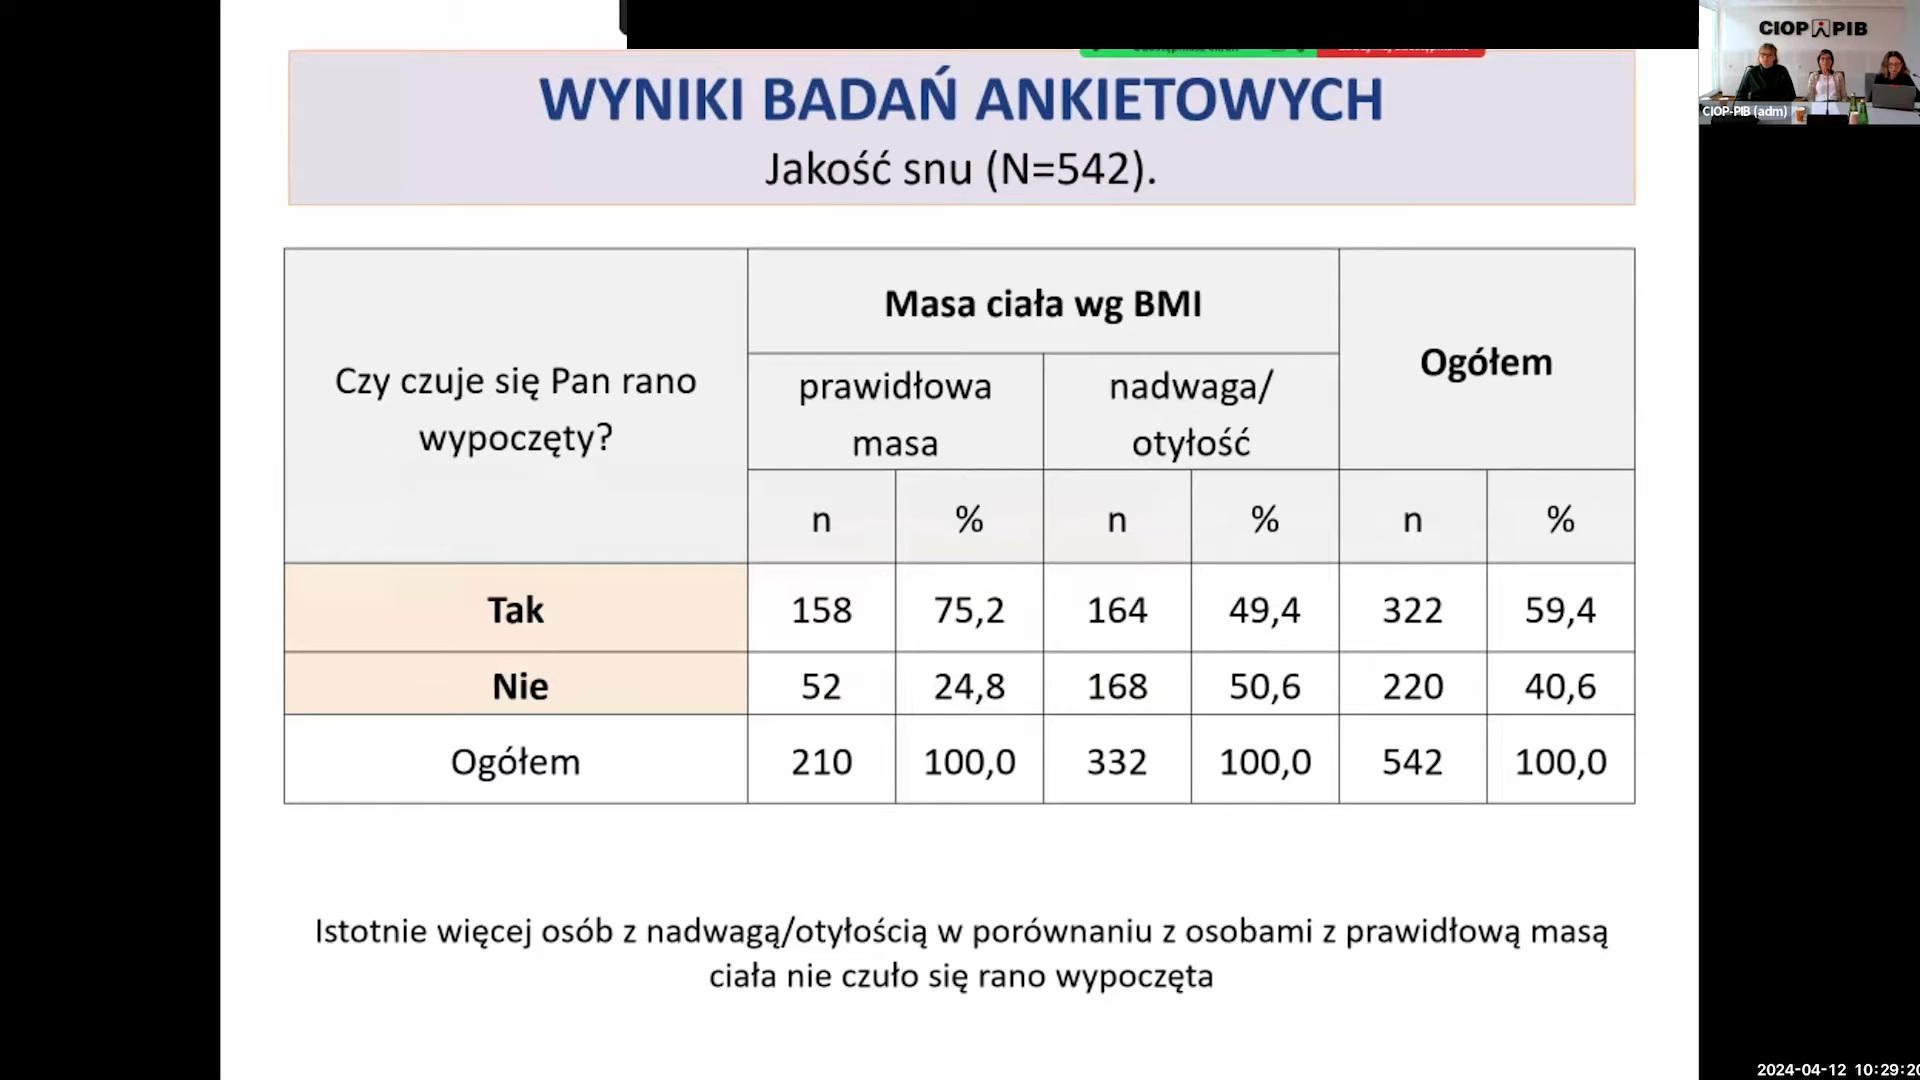 CIOP PIB
CIOP-PIB (adm)
WYNIKI BADAŃ ANKIETOWYCH
Jakość snu (N=542).
Czy czuje się Pan rano
wypoczęty?
Masa ciała wg BMI
Ogółem
prawidłowa
masa
nadwaga/
otyłość
n % n % n %
Tak 158 75,2 164 49,4 322 59,4
Nie 52 24,8 168 50,6 220 40,6
Ogółem 210 100,0 332 100,0 542 100,0
Istotnie więcej osób z nadwagą/otyłością w porównaniu z osobami z prawidłową masą
ciała nie czuło się rano wypoczęta
2024-04-12 10:29:20